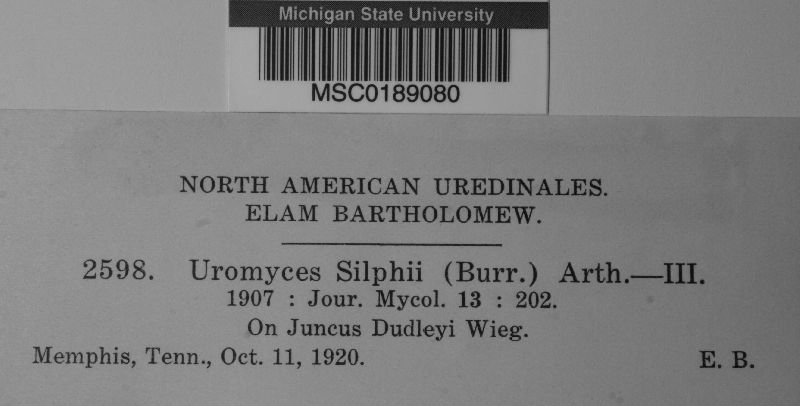 Michigan State University
MSC0189080
NORTH AMERICAN UREDINALES.
ELAM BARTHOLOMEW.
2598. Uromyces Silphii (Burr.) Arth.—III.
1907 : Jour. Mycol. 13 : 202.
On Juncus Dudleyi Wieg.
Memphis, Tenn., Oct. 11, 1920. E. B.